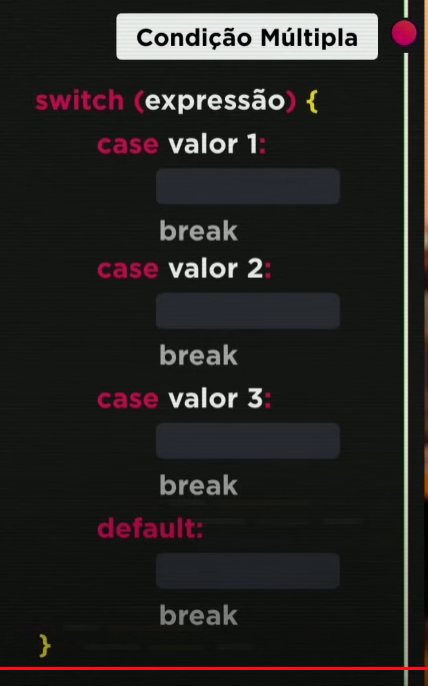 Condição Múltipla
switch (expressão) {
case valor 1:
break
case valor 2:
break
case valor 3:
break
default:
break
}